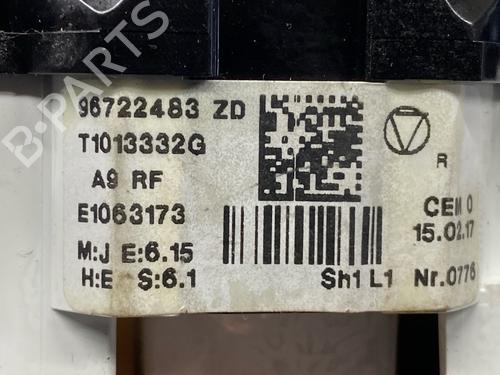 96722483 ZD
T1013332G
A9 RF
E1063173
M:J E:6.15
H:E S:6.1
R
CEM 0
15.02.17
Sh1 L1
Nr.0776
B-PARTS